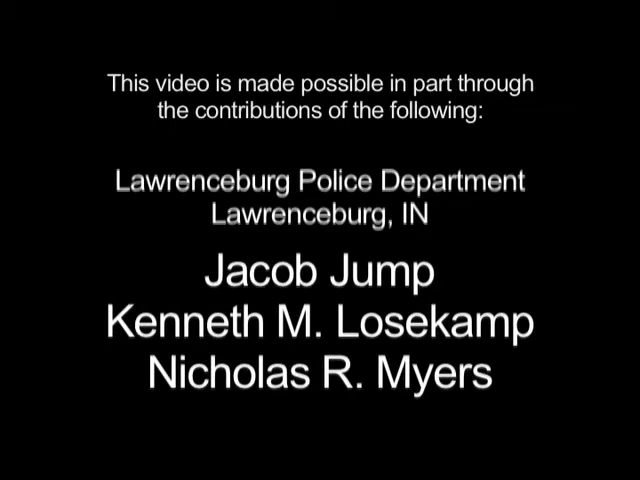 This video is made possible in part through
the contributions of the following:
Lawrenceburg Police Department
Lawrenceburg, IN
Jacob Jump
Kenneth M. Losekamp
Nicholas R. Myers